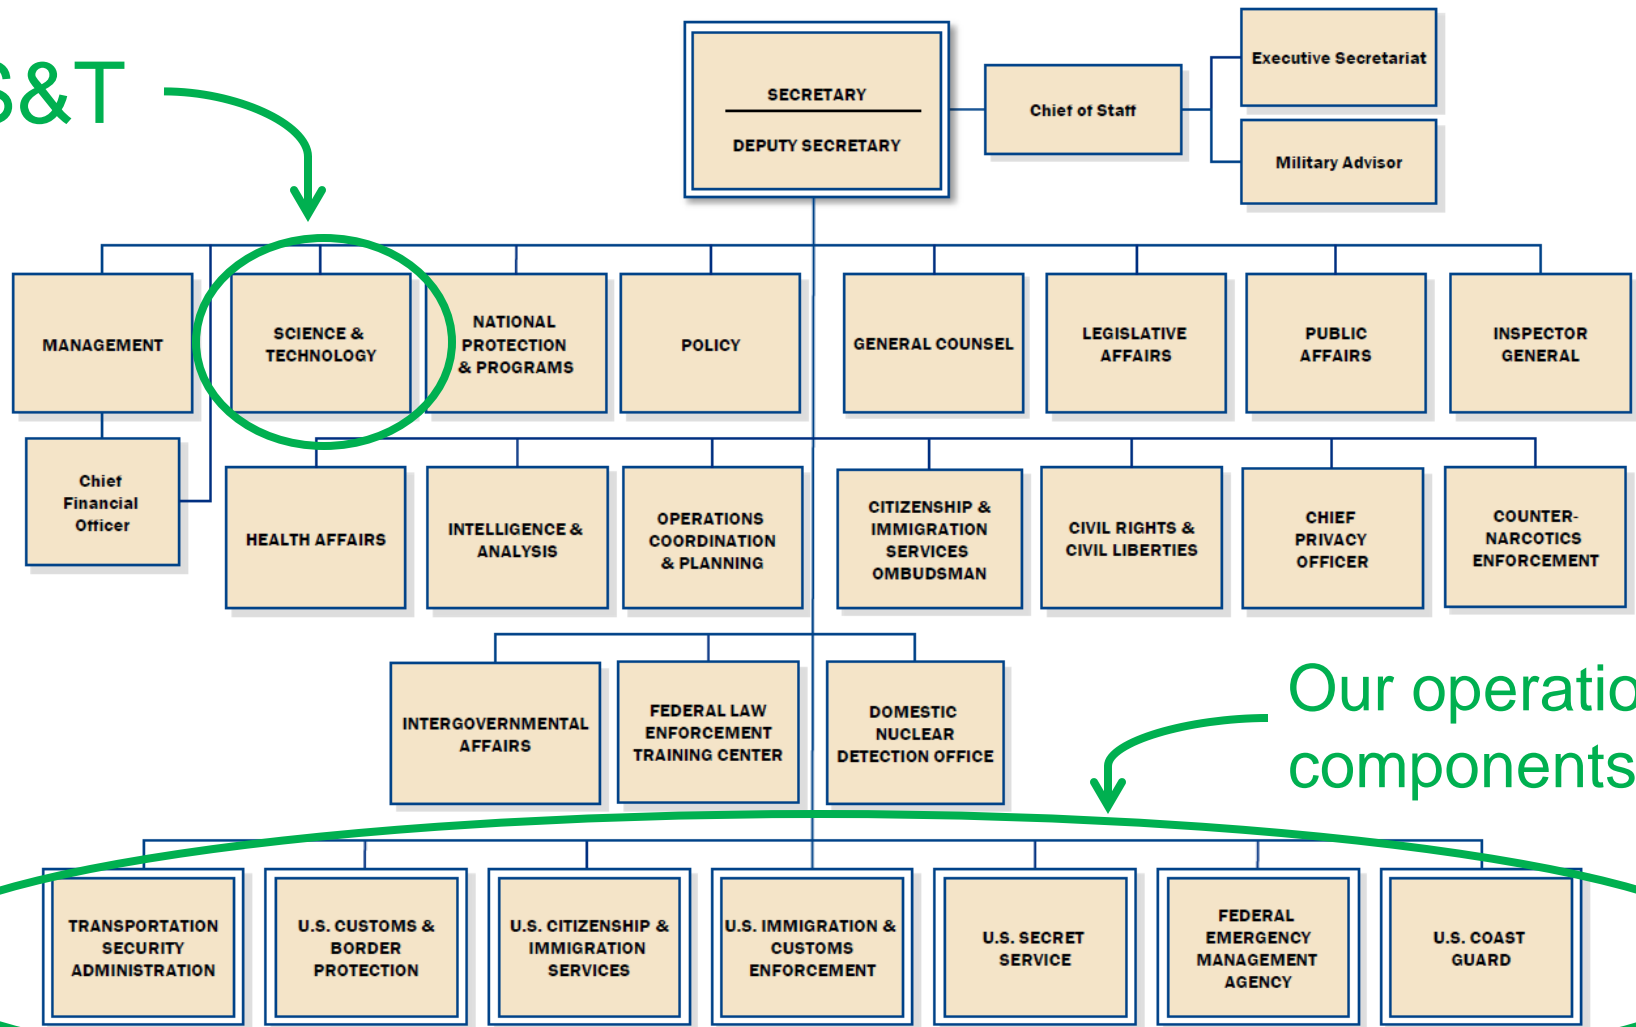 S&T
SECRETARY
DEPUTY SECRETARY
Chief of Staff
Executive Secretariat
Military Advisor
MANAGEMENT
SCIENCE &
TECHNOLOGY
NATIONAL
PROTECTION
& PROGRAMS
POLICY
GENERAL COUNSEL
LEGISLATIVE
AFFAIRS
PUBLIC
AFFAIRS
INSPECTOR
GENERAL
Chief
Financial
Officer
HEALTH AFFAIRS
INTELLIGENCE &
ANALYSIS
OPERATIONS
COORDINATION
& PLANNING
CITIZENSHIP &
IMMIGRATION
SERVICES
OMBUDSMAN
CIVIL RIGHTS &
CIVIL LIBERTIES
CHIEF
PRIVACY
OFFICER
COUNTER-
NARCOTICS
ENFORCEMENT
INTERGOVERNMENTAL
AFFAIRS
FEDERAL LAW
ENFORCEMENT
TRAINING CENTER
DOMESTIC
NUCLEAR
DETECTION OFFICE
Our operatio
components
TRANSPORTATION
SECURITY
ADMINISTRATION
U.S. CUSTOMS &
BORDER
PROTECTION
U.S. CITIZENSHIP &
IMMIGRATION
SERVICES
U.S. IMMIGRATION &
CUSTOMS
ENFORCEMENT
U.S. SECRET
SERVICE
FEDERAL
EMERGENCY
MANAGEMENT
AGENCY
U.S. COAST
GUARD